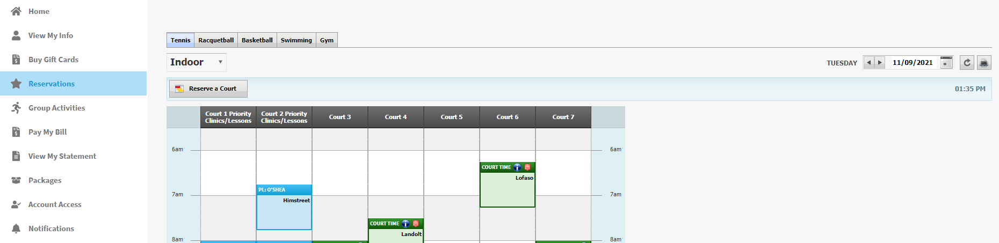 Home
View My Info
Buy Gift Cards
Reservations
Group Activities
Pay My Bill
View My Statement
Packages
Account Access
Notifications
Tennis Racquetball Basketball Swimming Gym
Indoor
TUESDAY 11/09/2021
Reserve a Court
01:35 PM
Court 1 Priority
Clinics/Lessons
Court 2 Priority
Clinics/Lessons
Court 3
Court 4
Court 5
Court 6
Court 7
6am 6am
COURT TIME
Lofaso
PL: O'SHEA
7am 7am
Himstreet
COURT TIME
Landolt
8am 8am